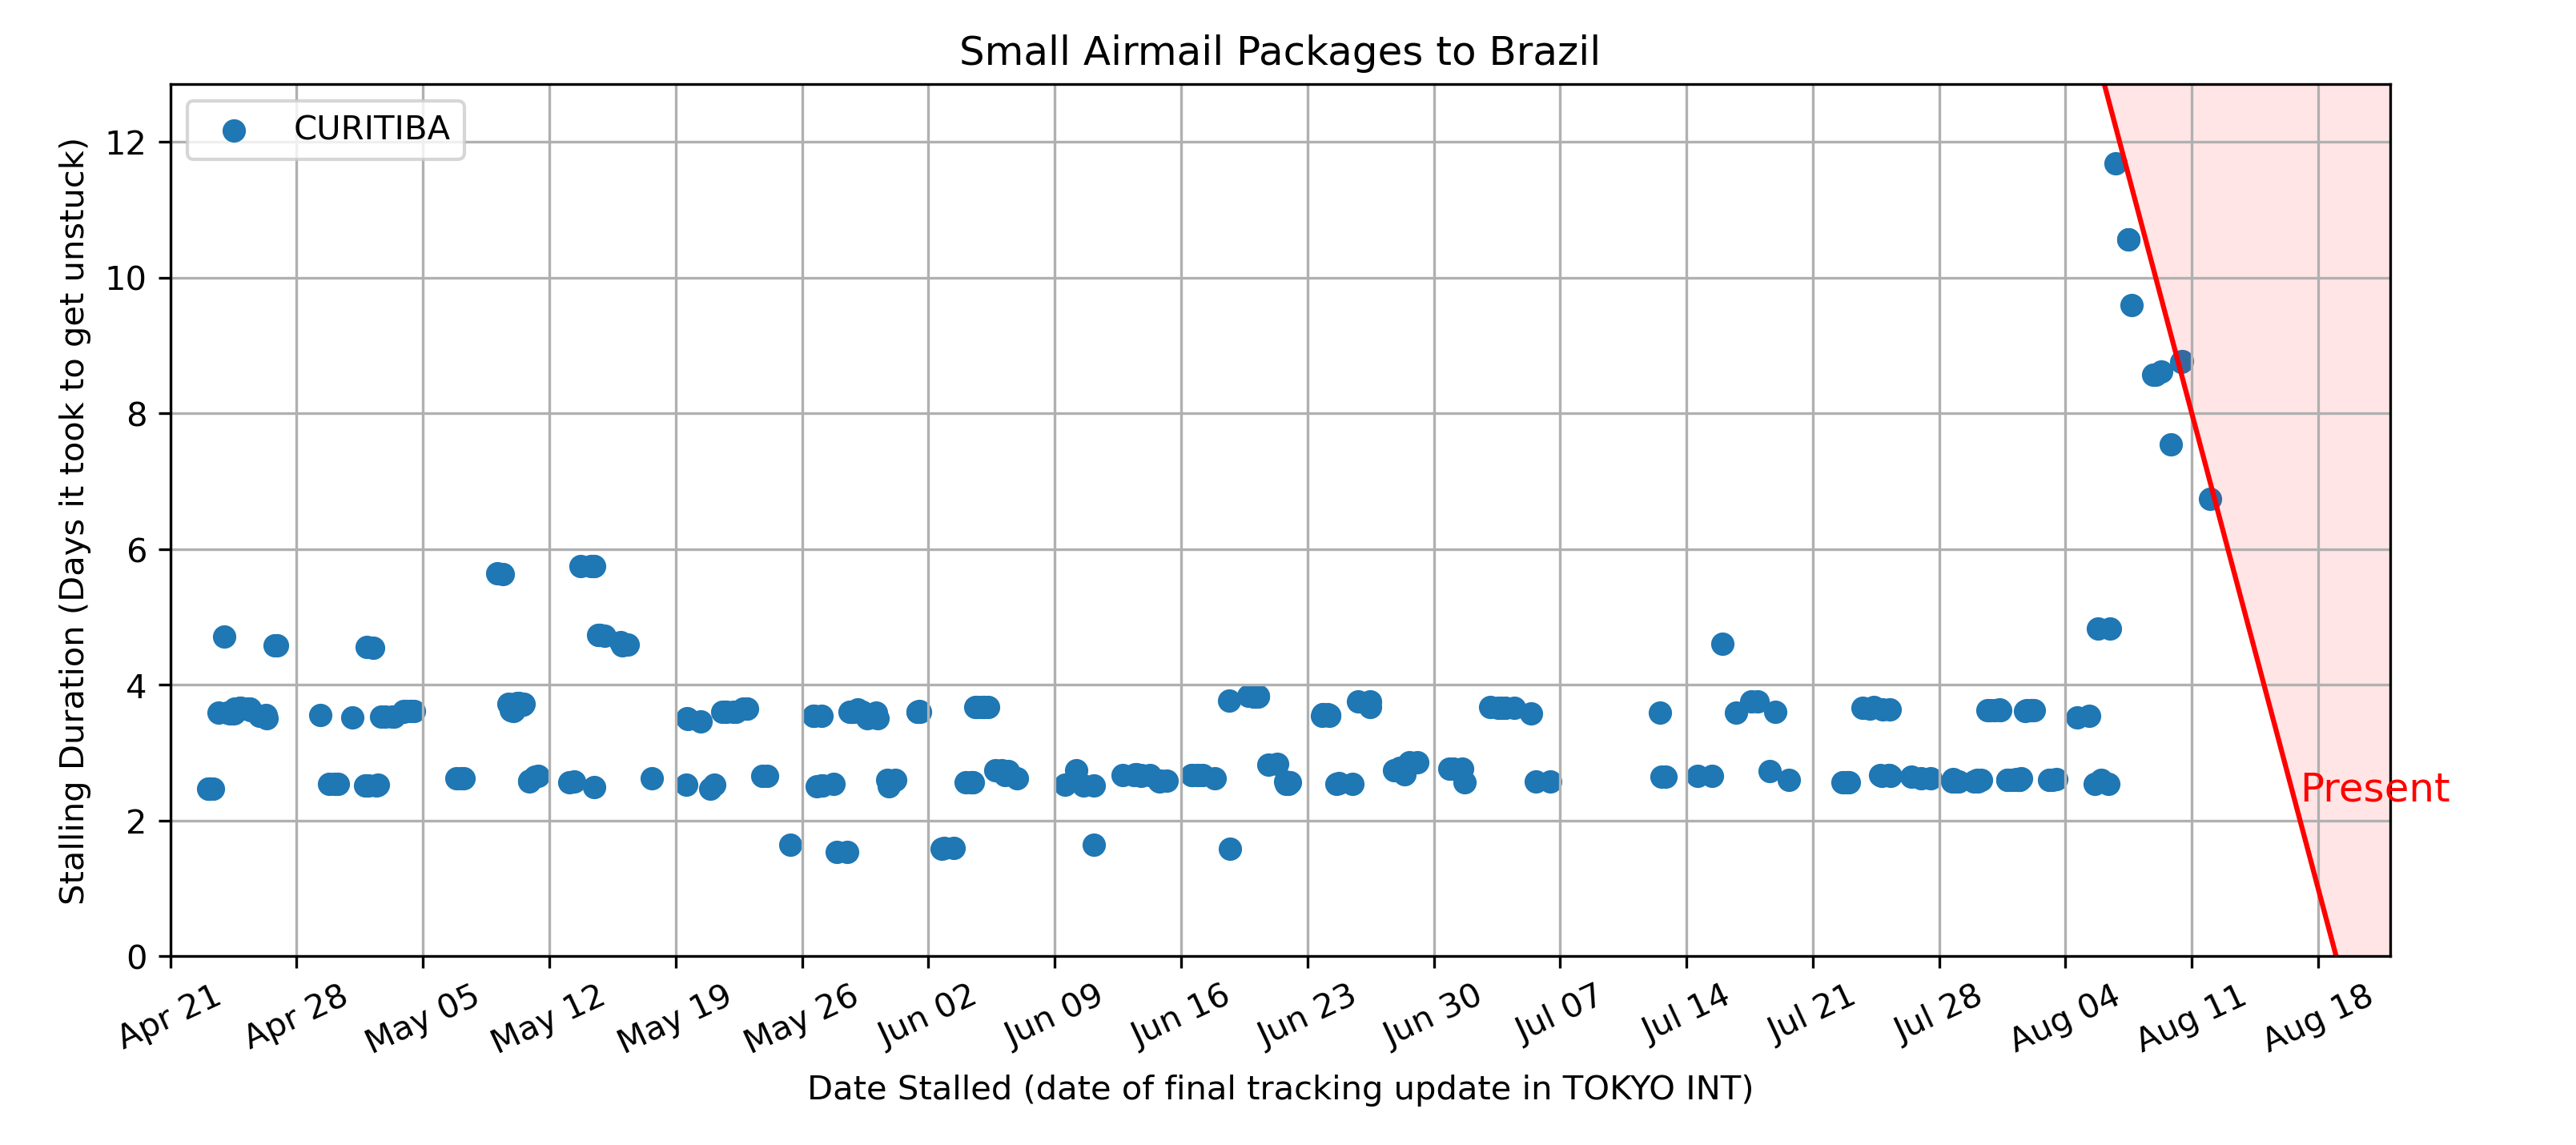 Small Airmail Packages to Brazil
CURITIBA
Stalling Duration (Days it took to get unstuck)
12
10
8
6
4
2
0
Present
Apr 21
Apr 28
May 05
May 12
May 19
May 26
Jun 02
Jun 09
Jun 16
Jun 23
Jun 30
Jul 07
Jul 14
Jul 21
Jul 28
Aug 04
Aug 11
Aug 18
Date Stalled (date of final tracking update in TOKYO INT)